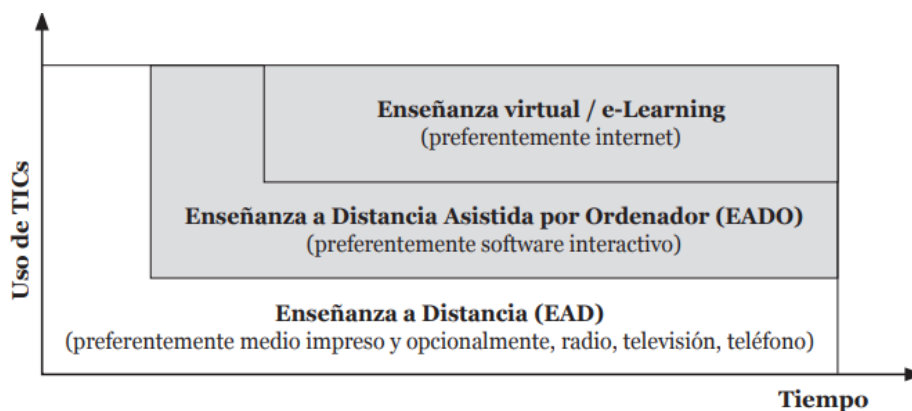 Uso de TICs
Enseñanza virtual / e-Learning
(preferentemente internet)
Enseñanza a Distancia Asistida por Ordenador (EADO)
(preferentemente software interactivo)
Enseñanza a Distancia (EAD)
(preferentemente medio impreso y opcionalmente, radio, televisión, teléfono)
Tiempo